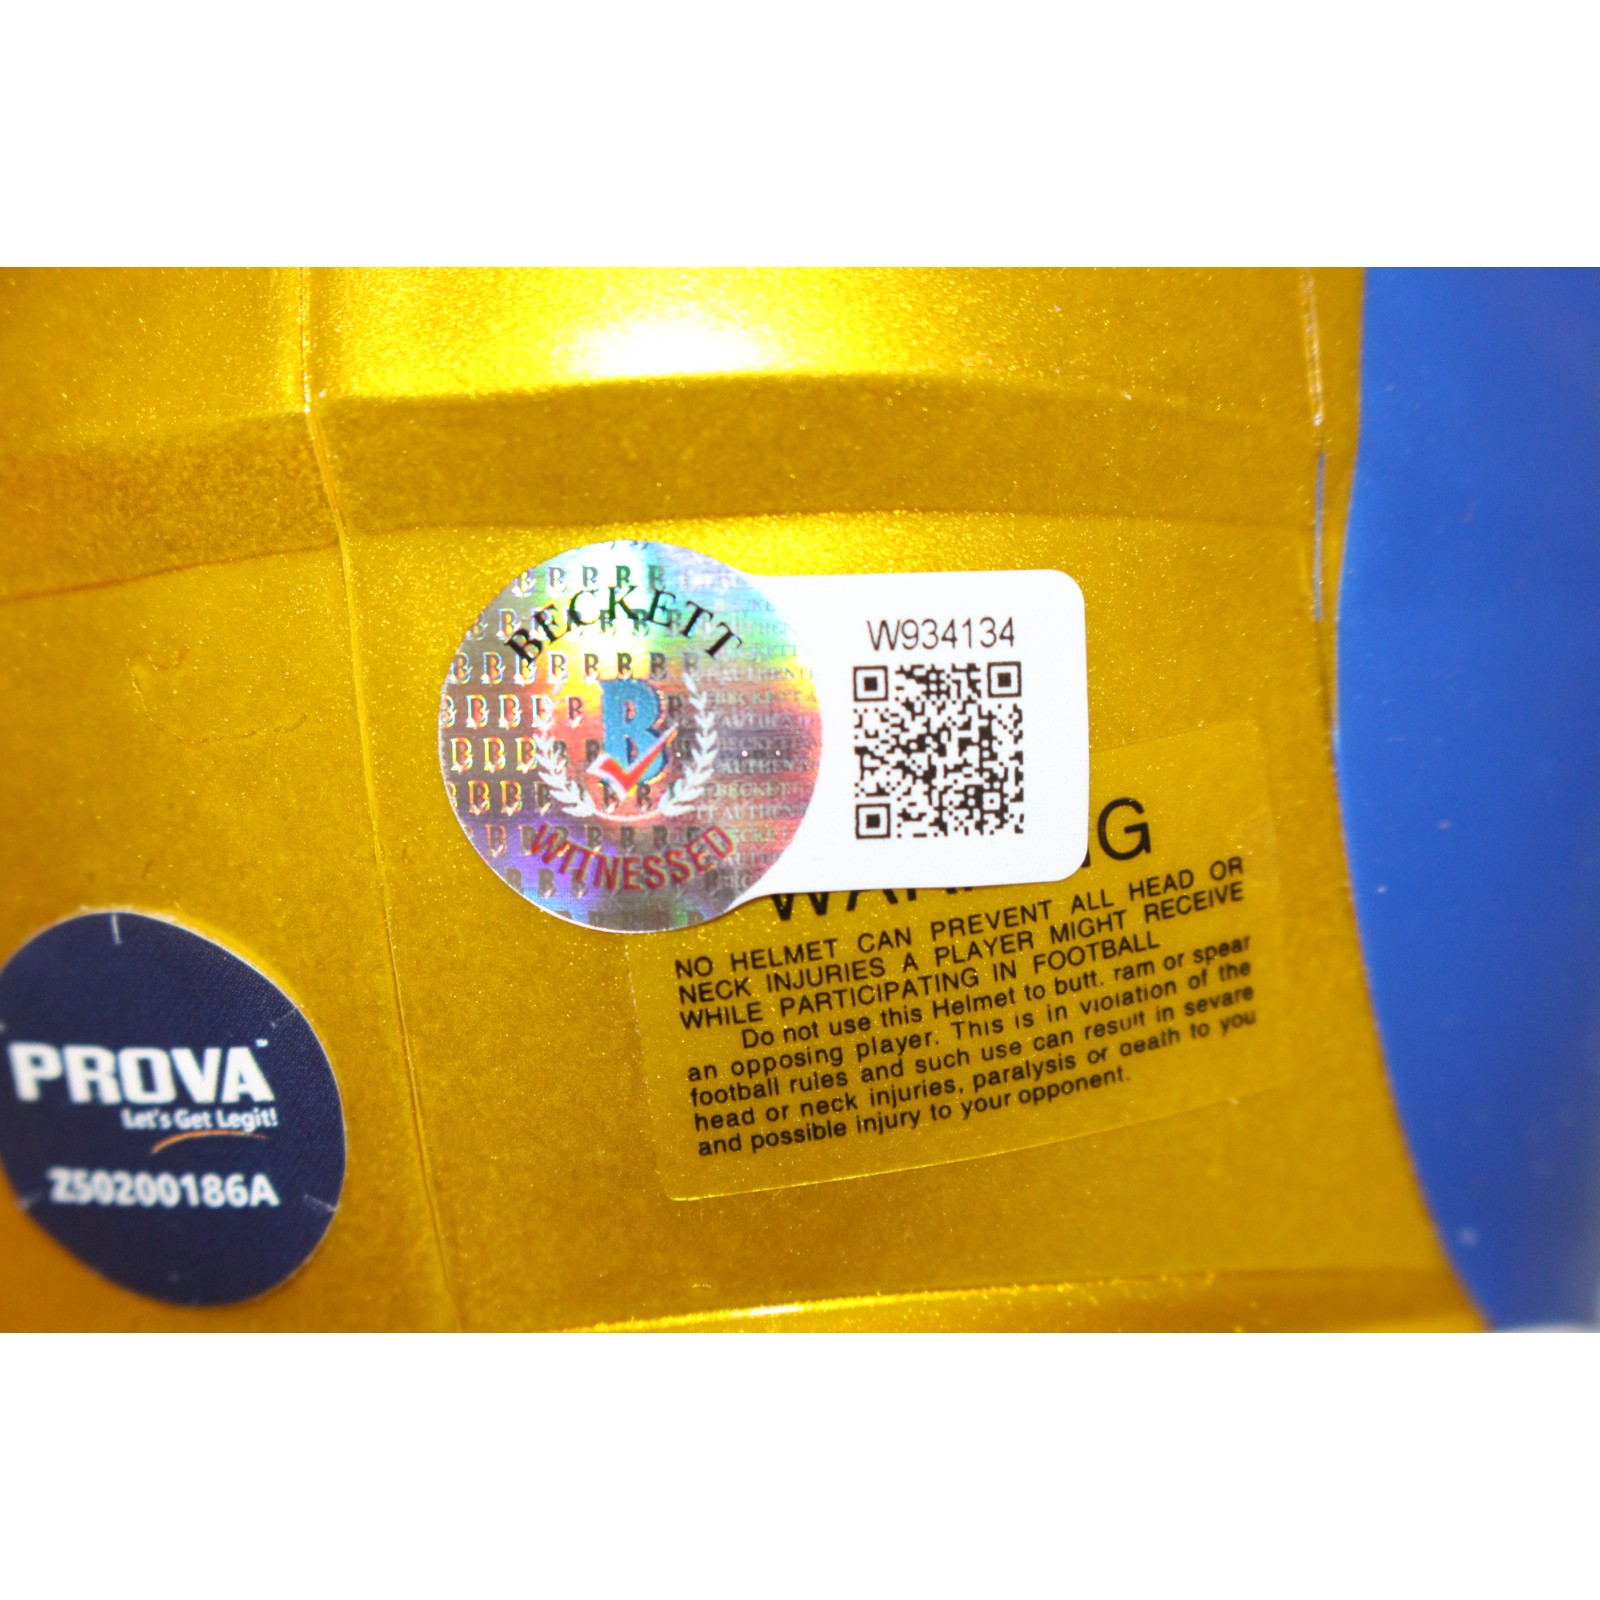 BECKETT
WITNESSED
W934134
NO HELMET CAN PREVENT ALL HEAD OR
NECK INJURIES A PLAYER MIGHT RECEIVE
WHILE PARTICIPATING IN FOOTBALL
Do not use this Helmet to butt. ram or spear
an opposing player. This is in violation of the
football rules and such use can result in sevare
head or neck injuries, paralysis or death to you
and possible injury to your opponent.
PROVA™
Let's Get Legit!
Z50200186A